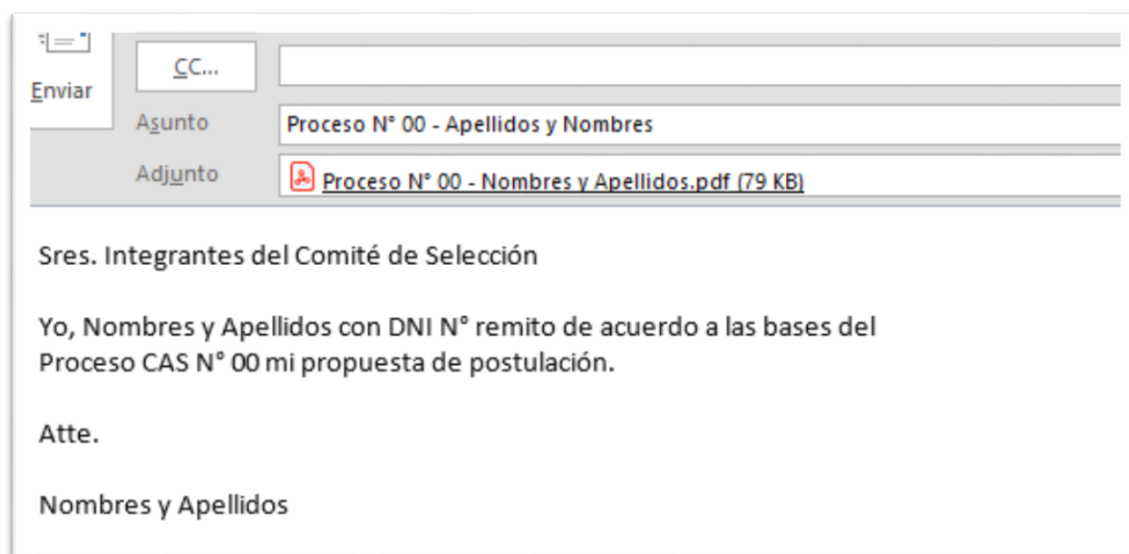 CC...
Enviar
Asunto
Proceso N° 00 - Apellidos y Nombres
Adjunto
Proceso N° 00 - Nombres y Apellidos.pdf (79 KB)
Sres. Integrantes del Comité de Selección
Yo, Nombres y Apellidos con DNI N° remito de acuerdo a las bases del
Proceso CAS N° 00 mi propuesta de postulación.
Atte.
Nombres y Apellidos